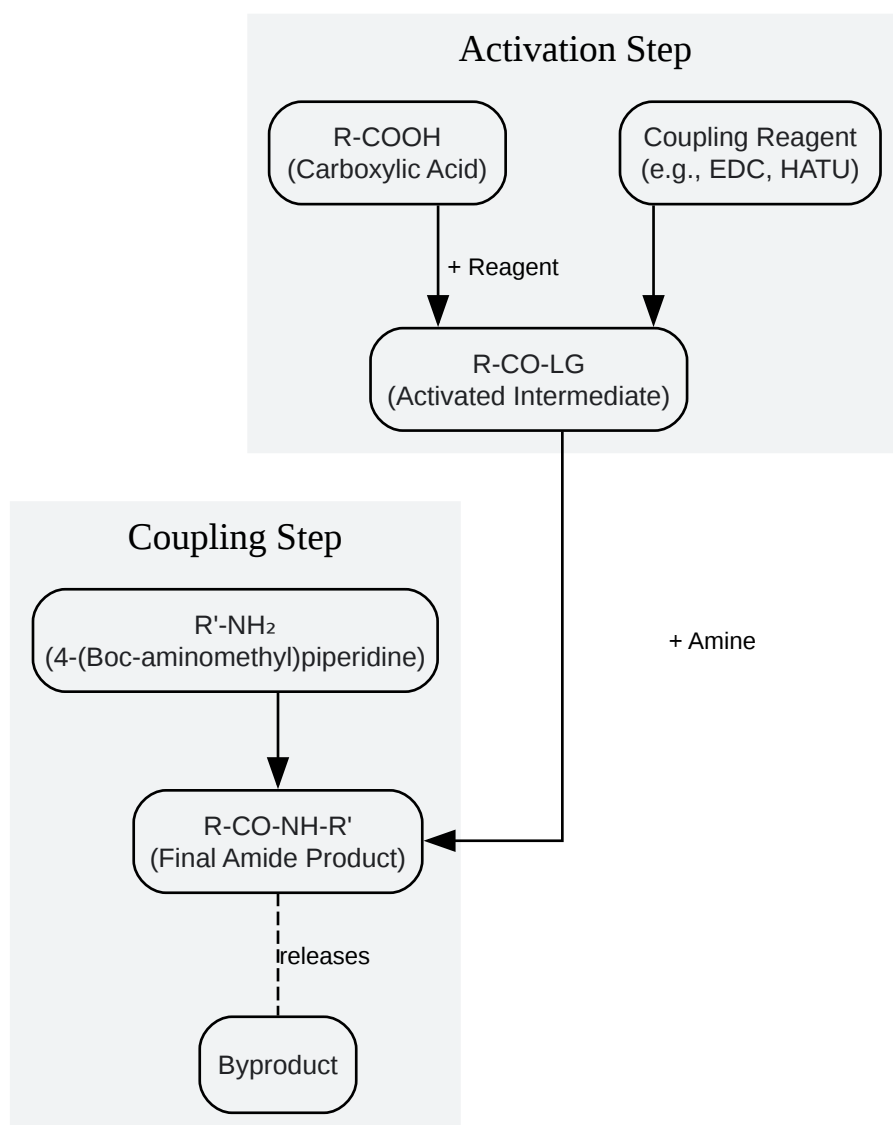 Activation Step
R-COOH
(Carboxylic Acid)
Coupling Reagent
(e.g., EDC, HATU)
+ Reagent
R-CO-LG
(Activated Intermediate)
Coupling Step
R'-NH₂
(4-(Boc-aminomethyl)piperidine)
+ Amine
R-CO-NH-R'
(Final Amide Product)
releases
Byproduct